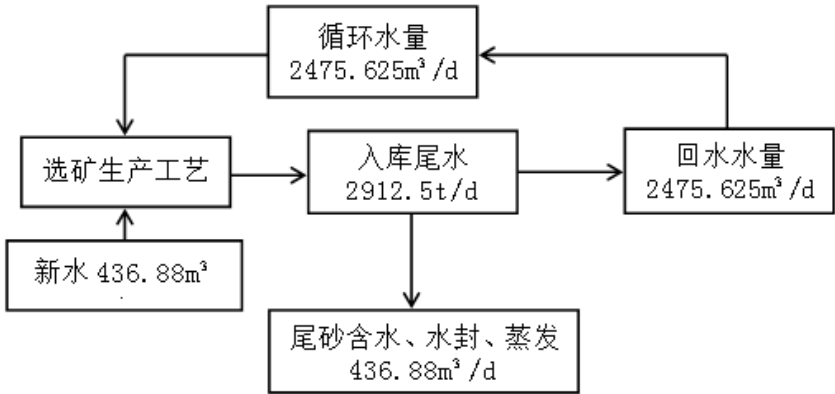 循环水量
2475.625m³/d
选矿生产工艺
入库尾水
2912.5t/d
回水水量
2475.625m³/d
新水 436.88m³
尾砂含水、水封、蒸发
436.88m³/d